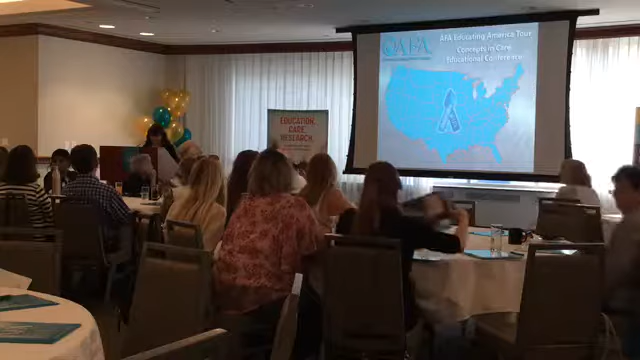 AFA
AFA Educating America Tour
Concepts in Care
Educational Conference
EDUCATION.
CARE.
RESEARCH.